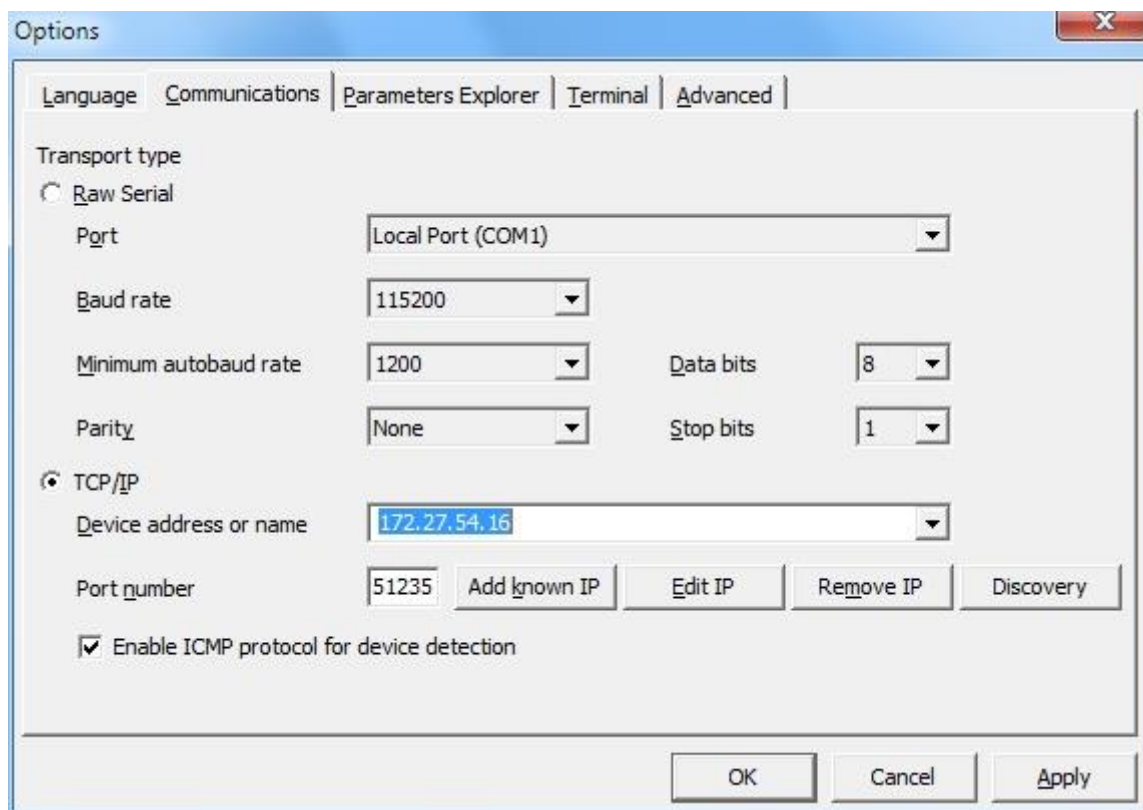 Options
Language Communications Parameters Explorer Terminal Advanced
Transport type
Raw Serial
Port Local Port (COM1)
Baud rate 115200
Minimum autobaud rate 1200 Data bits 8
Parity None Stop bits 1
TCP/IP
Device address or name 172.27.54.16
Port number 51235 Add known IP Edit IP Remove IP Discovery
Enable ICMP protocol for device detection
OK Cancel Apply